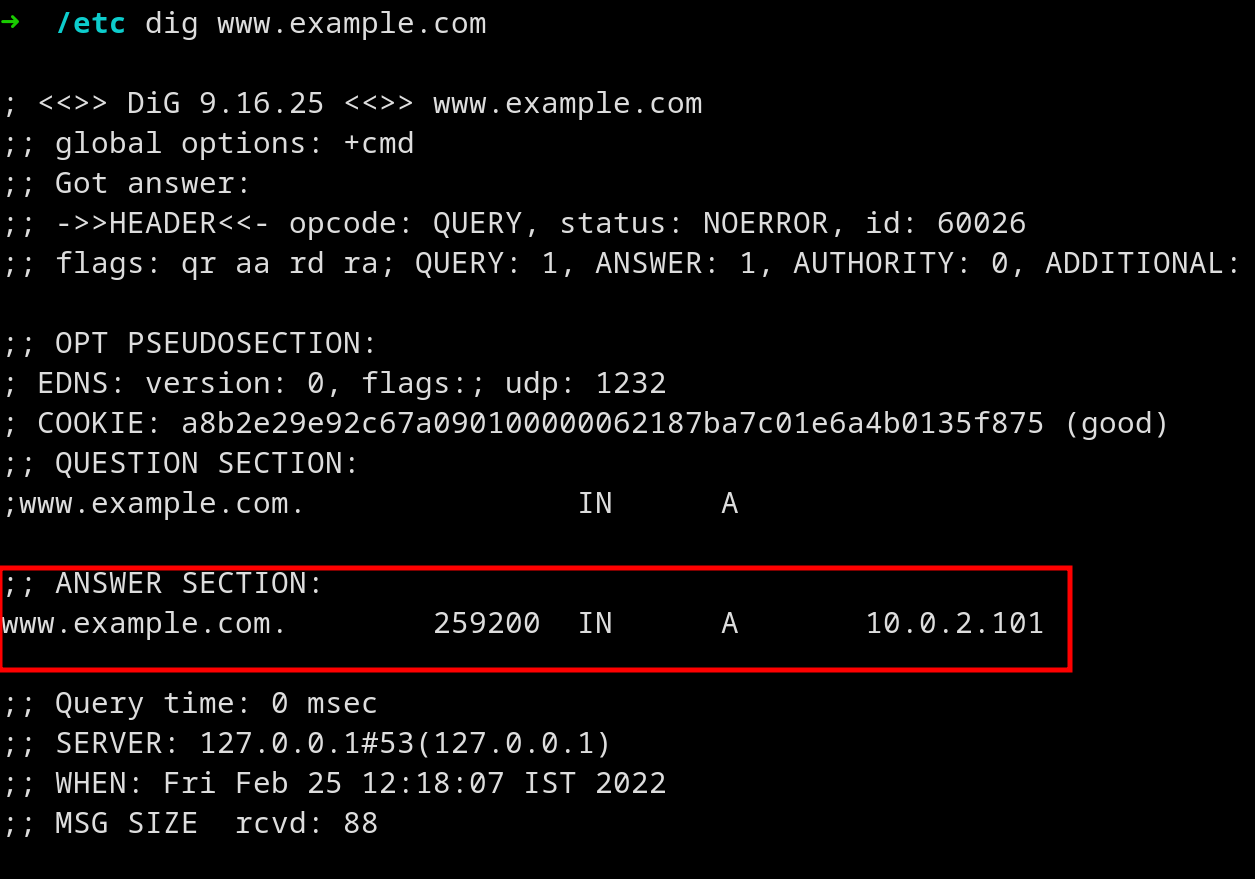 ➜  /etc dig www.example.com
; <<>> DiG 9.16.25 <<>> www.example.com
;; global options: +cmd
;; Got answer:
;; ->>HEADER<<- opcode: QUERY, status: NOERROR, id: 60026
;; flags: qr aa rd ra; QUERY: 1, ANSWER: 1, AUTHORITY: 0, ADDITIONAL:
;; OPT PSEUDOSECTION:
; EDNS: version: 0, flags:; udp: 1232
; COOKIE: a8b2e29e92c67a090100000062187ba7c01e6a4b0135f875 (good)
;; QUESTION SECTION:
;www.example.com.               IN      A
;; ANSWER SECTION:
www.example.com.        259200  IN      A       10.0.2.101
;; Query time: 0 msec
;; SERVER: 127.0.0.1#53(127.0.0.1)
;; WHEN: Fri Feb 25 12:18:07 IST 2022
;; MSG SIZE  rcvd: 88